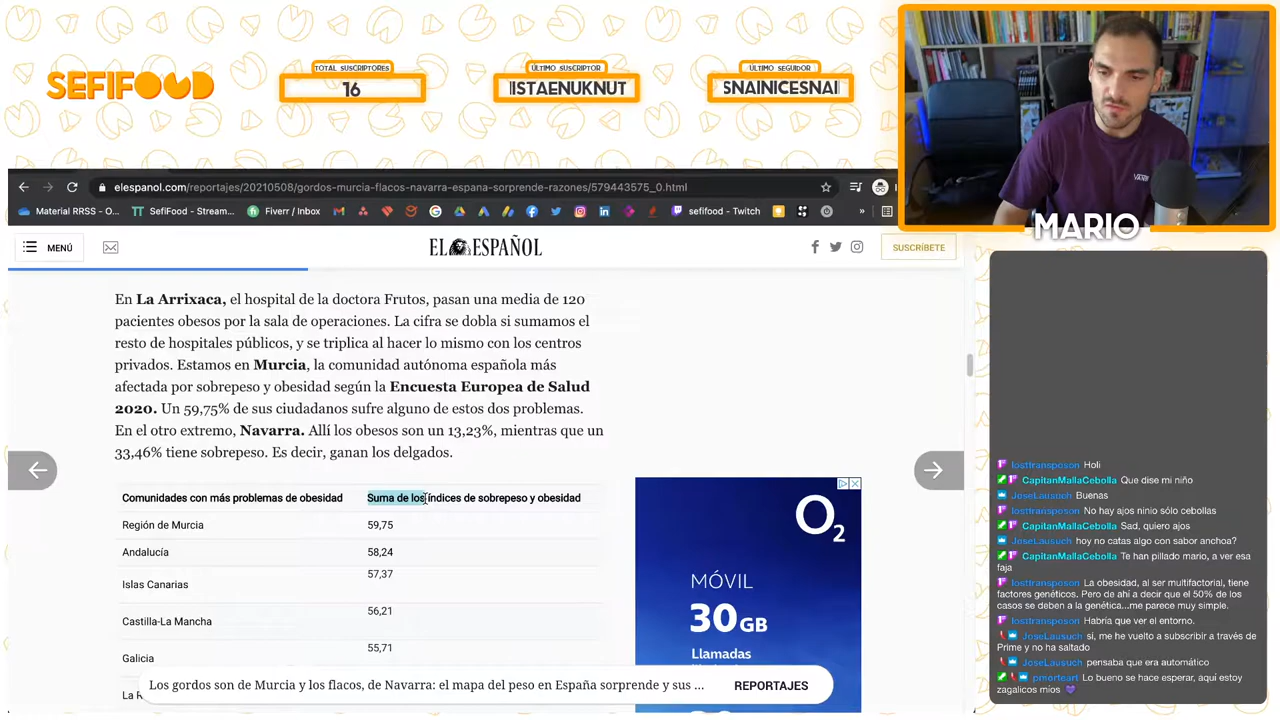 SEFIFOOD
TOTAL SUSCRIPTORES
16
ÚLTIMO SUSCRIPTOR
ISTAENUKNUT
ÚLTIMO SEGUIDOR
SNAINICESNAI
elespanol.com/reportajes/20210508/gordos-murcia-flacos-navarra-espana-sorprende-razones/579443575_0.html
Material RRSS - O...
SefiFood - Stream...
Fiverr / Inbox
sefifood - Twitch
»
MENÚ
EL ESPAÑOL
SUSCRÍBETE
VANS
MARIO
En La Arrixaca, el hospital de la doctora Frutos, pasan una media de 120
pacientes obesos por la sala de operaciones. La cifra se dobla si sumamos el
resto de hospitales públicos, y se triplica al hacer lo mismo con los centros
privados. Estamos en Murcia, la comunidad autónoma española más
afectada por sobrepeso y obesidad según la Encuesta Europea de Salud
2020. Un 59,75% de sus ciudadanos sufre alguno de estos dos problemas.
En el otro extremo, Navarra. Allí los obesos son un 13,23%, mientras que un
33,46% tiene sobrepeso. Es decir, ganan los delgados.
Comunidades con más problemas de obesidad Suma de los índices de sobrepeso y obesidad
Región de Murcia 59,75
Andalucía 58,24
Islas Canarias 57,37
Castilla-La Mancha 56,21
Galicia 55,71
La R
Los gordos son de Murcia y los flacos, de Navarra: el mapa del peso en España sorprende y sus ...
REPORTAJES
O2
MÓVIL
30GB
Llamadas
losttransposon Holi
CapitanMallaCebolla Que dise mi niño
JoseLausuch Buenas
losttransposon No hay ajos ninio sólo cebollas
CapitanMallaCebolla Sad, quiero ajos
JoseLausuch hoy no catas algo con sabor anchoa?
CapitanMallaCebolla Te han pillado mario, a ver esa
faja
losttransposon La obesidad, al ser multifactorial, tiene
factores genéticos. Pero de ahí a decir que el 50% de los
casos se deben a la genética...me parece muy simple.
losttransposon Habría que ver el entorno.
JoseLausuch si, me he vuelto a subscribir a través de
Prime y no ha saltado
JoseLausuch pensaba que era automático
pmorteart Lo bueno se hace esperar, aquí estoy
zagalicos mios